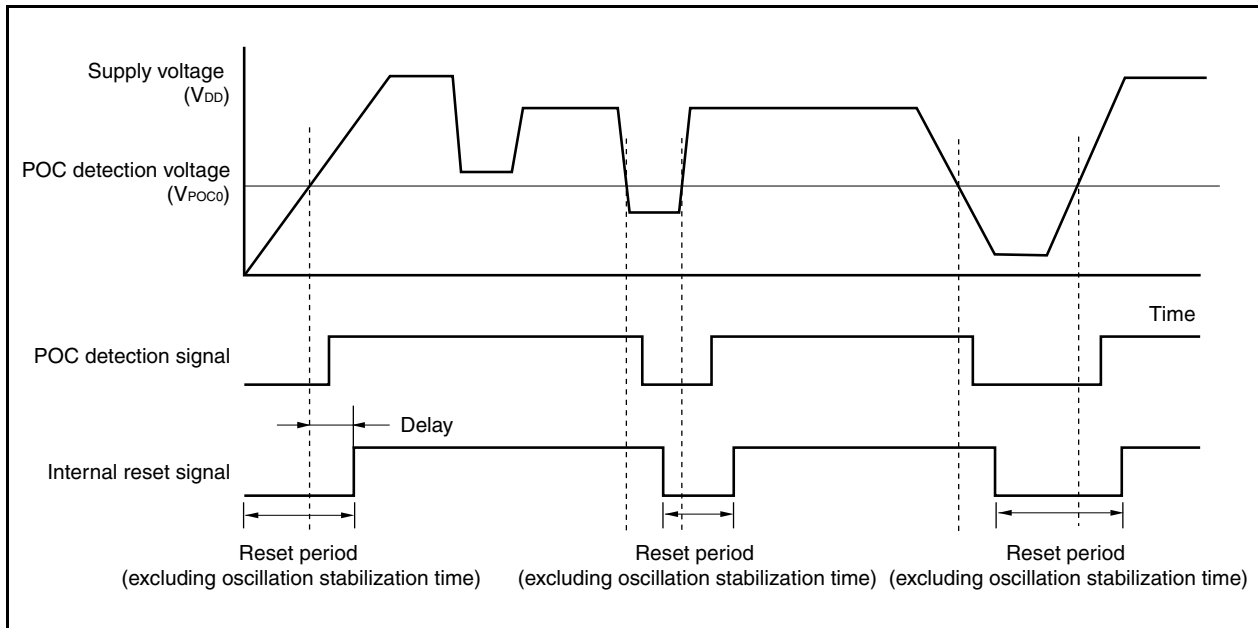 Supply voltage
(VDD)
POC detection voltage
(VPOC0)
Time
POC detection signal
Delay
Internal reset signal
Reset period
(excluding oscillation stabilization time)
Reset period
(excluding oscillation stabilization time)
Reset period
(excluding oscillation stabilization time)